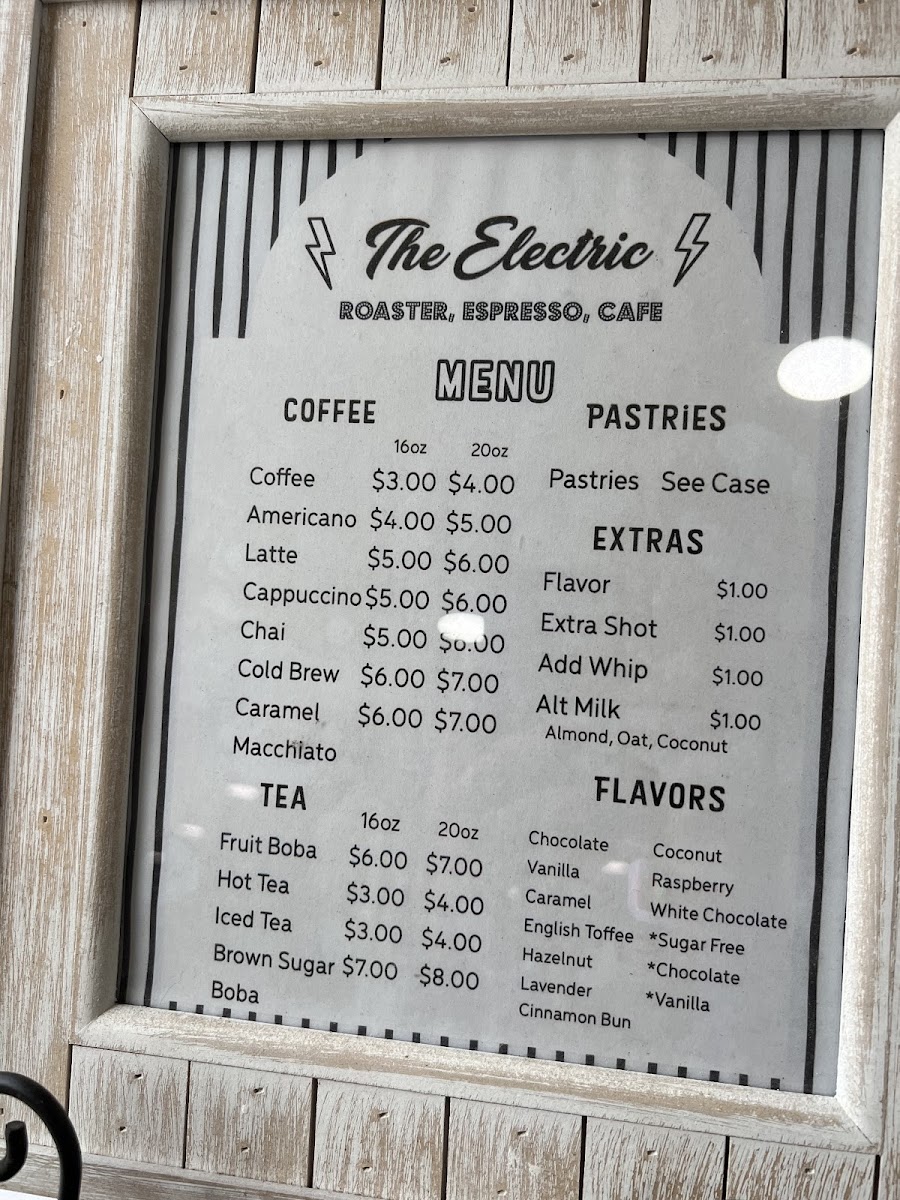 The Electric
ROASTER, ESPRESSO, CAFE
MENU
COFFEE
16oz 20oz
Coffee $3.00 $4.00
Americano $4.00 $5.00
Latte $5.00 $6.00
Cappuccino $5.00 $6.00
Chai $5.00 $6.00
Cold Brew $6.00 $7.00
Caramel $6.00 $7.00
Macchiato
TEA
16oz 20oz
Fruit Boba $6.00 $7.00
Hot Tea $3.00 $4.00
Iced Tea $3.00 $4.00
Brown Sugar $7.00 $8.00
Boba
PASTRIES
Pastries See Case
EXTRAS
Flavor $1.00
Extra Shot $1.00
Add Whip $1.00
Alt Milk $1.00
Almond, Oat, Coconut
FLAVORS
Chocolate Coconut
Vanilla Raspberry
Caramel White Chocolate
English Toffee *Sugar Free
Hazelnut *Chocolate
Lavender *Vanilla
Cinnamon Bun